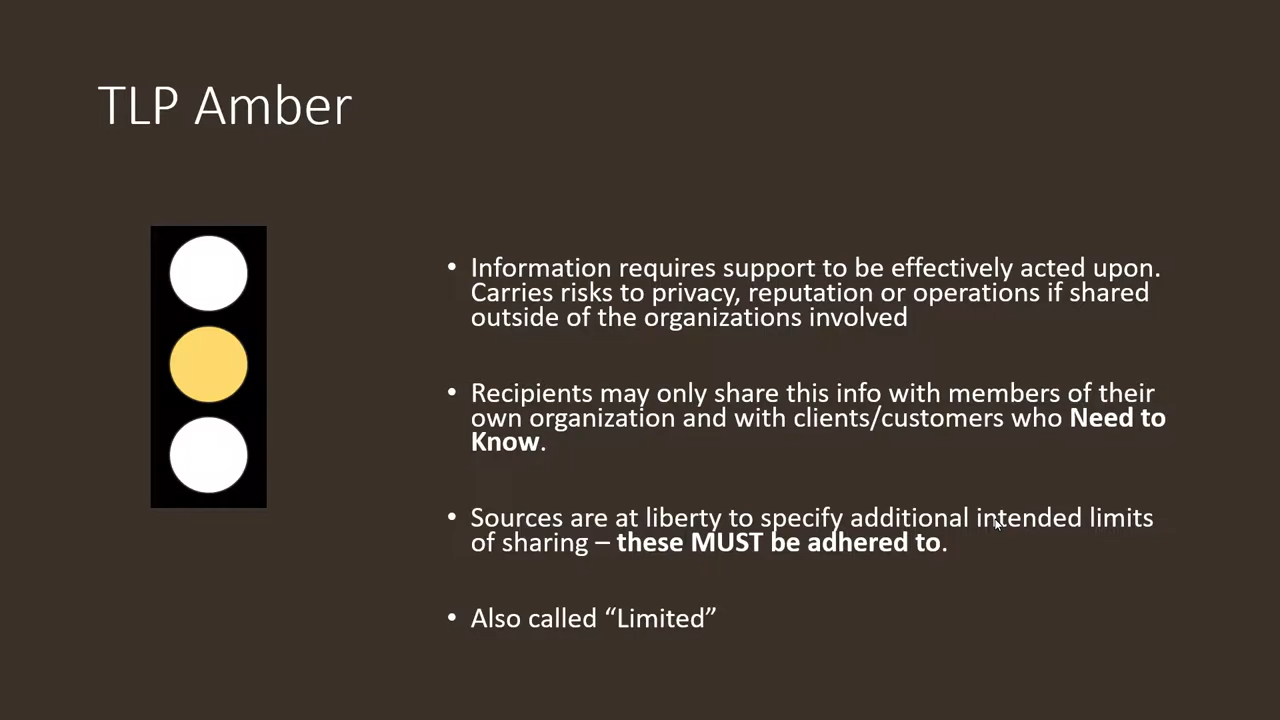 TLP Amber
• Information requires support to be effectively acted upon.
Carries risks to privacy, reputation or operations if shared
outside of the organizations involved
• Recipients may only share this info with members of their
own organization and with clients/customers who Need to
Know.
• Sources are at liberty to specify additional intended limits
of sharing – these MUST be adhered to.
• Also called “Limited”